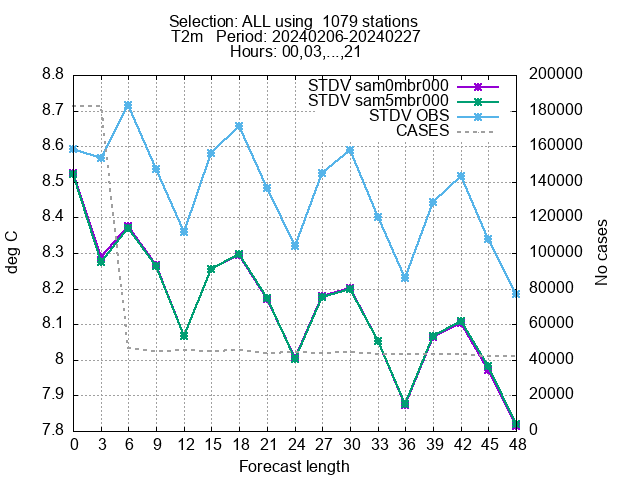 Selection: ALL using  1079 stations
T2m   Period: 20240206-20240227
Hours: 00,03,...,21
STDV sam0mbr000
STDV sam5mbr000
STDV OBS
CASES
8.8
8.7
8.6
8.5
8.4
8.3
8.2
8.1
8
7.9
7.8
deg C
200000
180000
160000
140000
120000
100000
80000
60000
40000
20000
0
No cases
0 3 6 9 12 15 18 21 24 27 30 33 36 39 42 45 48
Forecast length